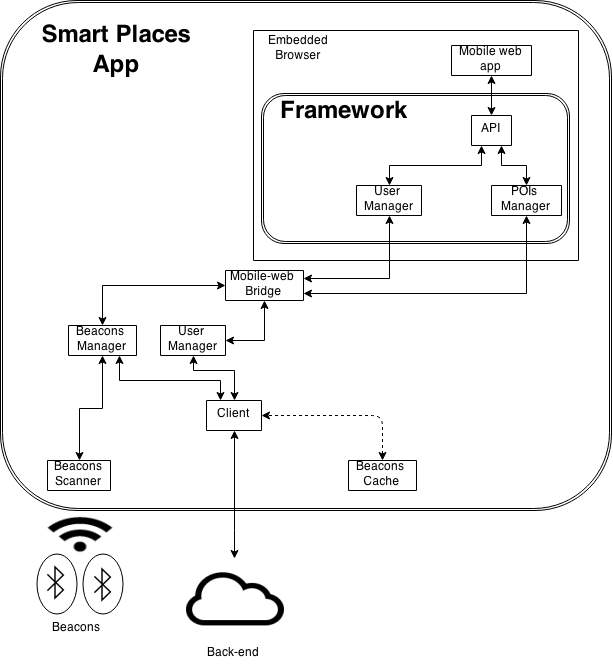 Smart Places
App
Embedded
Browser
Mobile web
app
Framework
API
User
Manager
POIs
Manager
Mobile-web
Bridge
Beacons
Manager
User
Manager
Client
Beacons
Scanner
Beacons
Cache
Beacons
Back-end